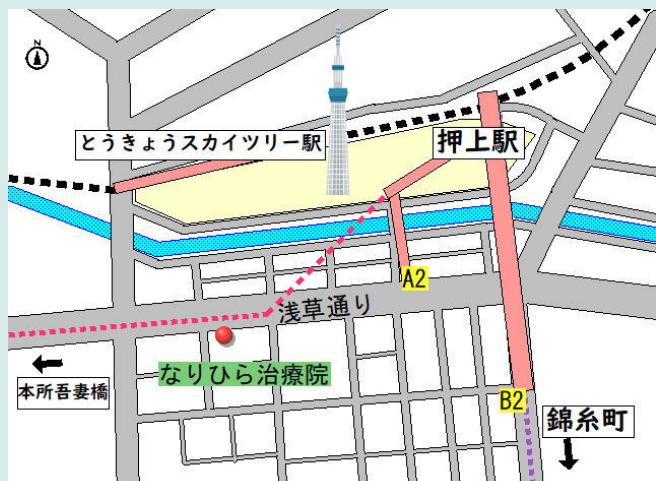 N
とうきょうスカイツリー駅
押上駅
A2
浅草通り
なりひら治療院
本所吾妻橋
B2
錦糸町